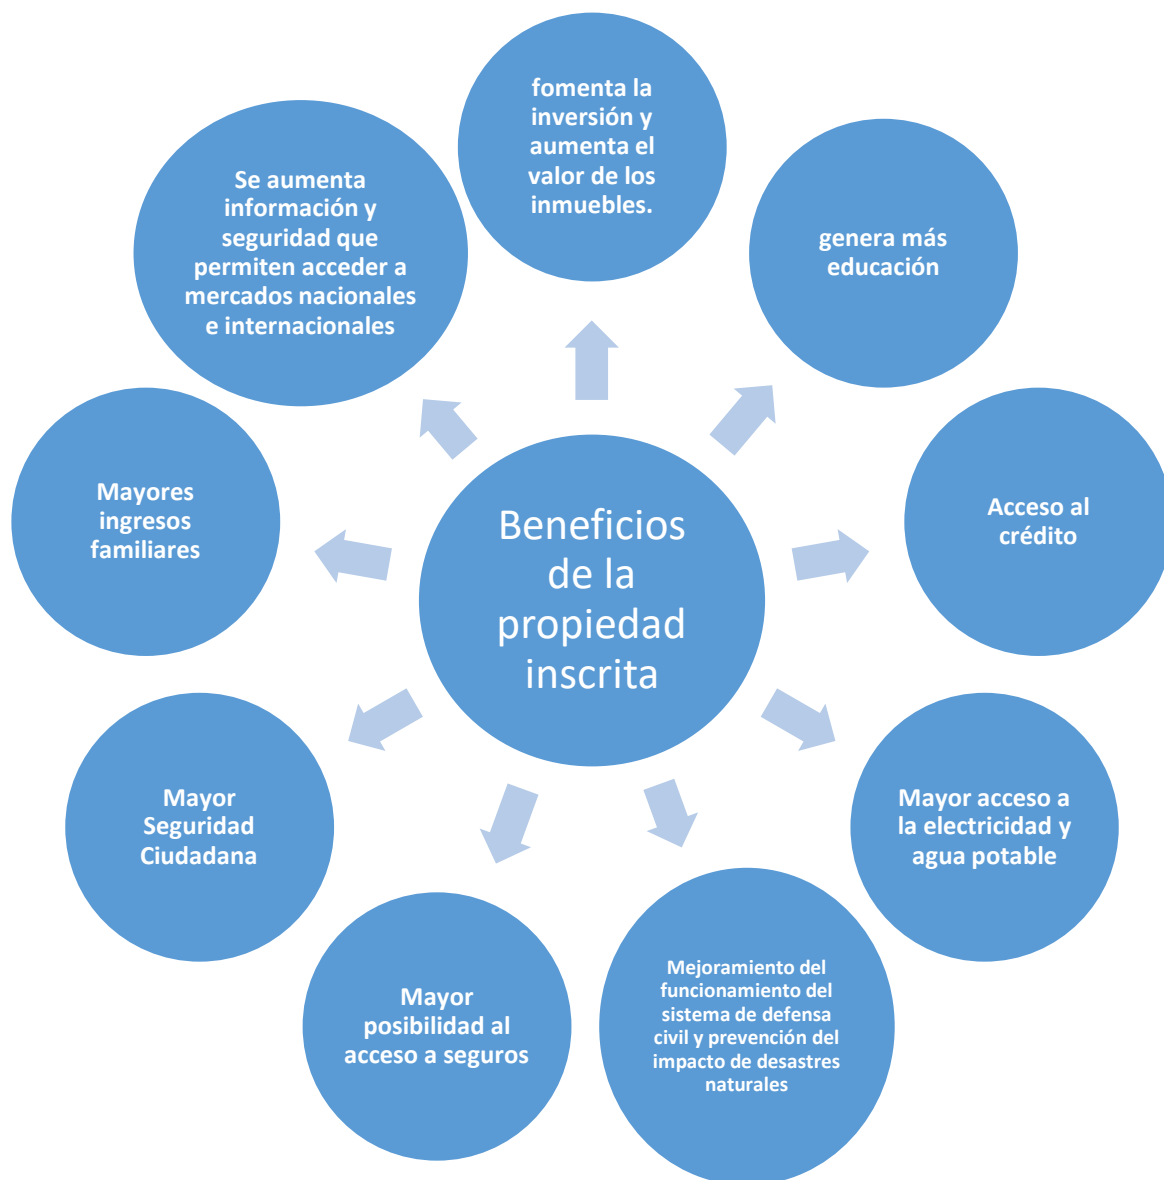 fomenta la
inversión y
aumenta el
valor de los
inmuebles.
genera más
educación
Acceso al
crédito
Mayor acceso a
la electricidad y
agua potable
Mejoramiento del
funcionamiento del
sistema de defensa
civil y prevención del
impacto de desastres
naturales
Mayor
posibilidad al
acceso a seguros
Mayor
Seguridad
Ciudadana
Mayores
ingresos
familiares
Se aumenta
información y
seguridad que
permiten acceder a
mercados nacionales
e internacionales
Beneficios
de la
propiedad
inscrita